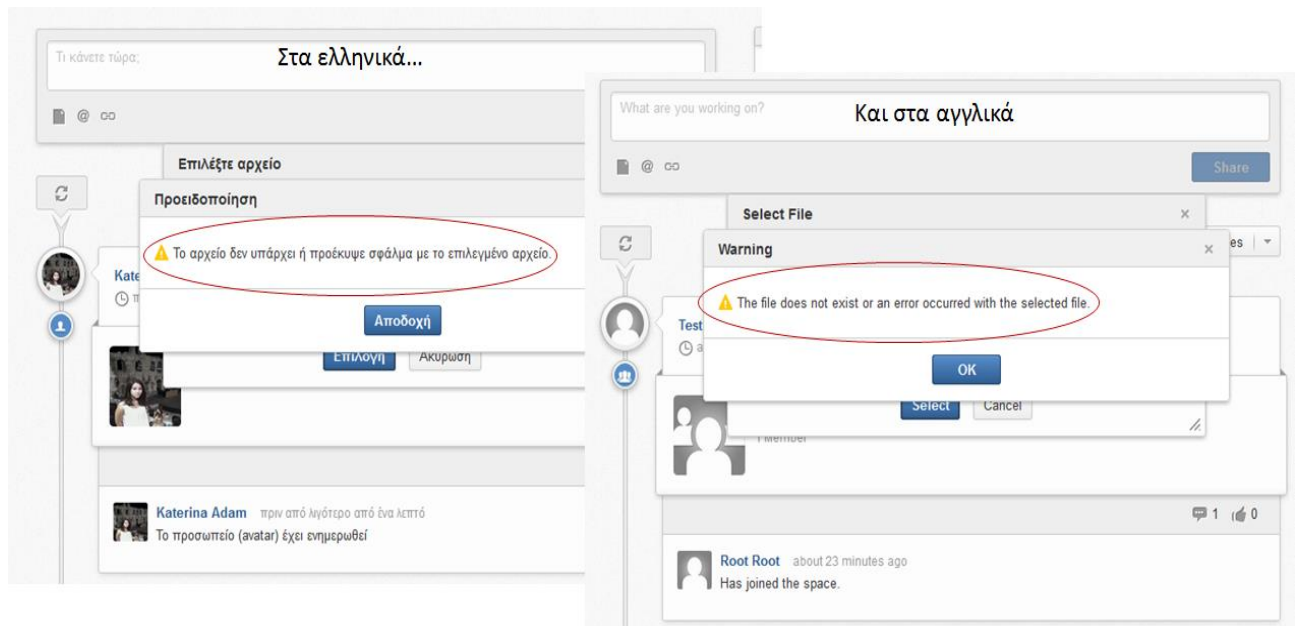 Τι κάνετε τώρα;
Στα ελληνικά...
@
Επιλέξτε αρχείο
Προειδοποίηση
Το αρχείο δεν υπάρχει ή προέκυψε σφάλμα με το επιλεγμένο αρχείο.
Αποδοχή
Επιλογή Ακύρωση
Katerina Adam πριν από λιγότερο από ένα λεπτό
Το προσωπείο (avatar) έχει ενημερωθεί
What are you working on?
Και στα αγγλικά
@
Share
Select File
Warning
The file does not exist or an error occurred with the selected file.
Test
OK
Select Cancel
1 Member
1 0
Root Root about 23 minutes ago
Has joined the space.